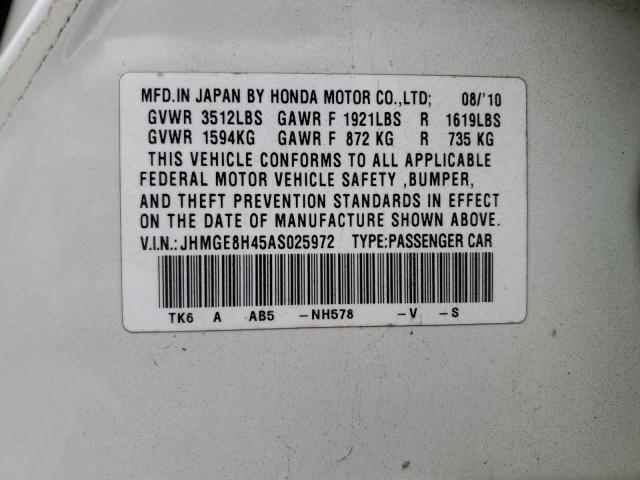 MFD.IN JAPAN BY HONDA MOTOR CO.,LTD; 08/'10
GVWR 3512LBS GAWR F 1921LBS R 1619LBS
GVWR 1594KG GAWR F 872 KG R 735 KG
THIS VEHICLE CONFORMS TO ALL APPLICABLE
FEDERAL MOTOR VEHICLE SAFETY ,BUMPER,
AND THEFT PREVENTION STANDARDS IN EFFECT
ON THE DATE OF MANUFACTURE SHOWN ABOVE.
V.I.N.:JHMGE8H45AS025972 TYPE:PASSENGER CAR
TK6 A AB5 -NH578 -V -S